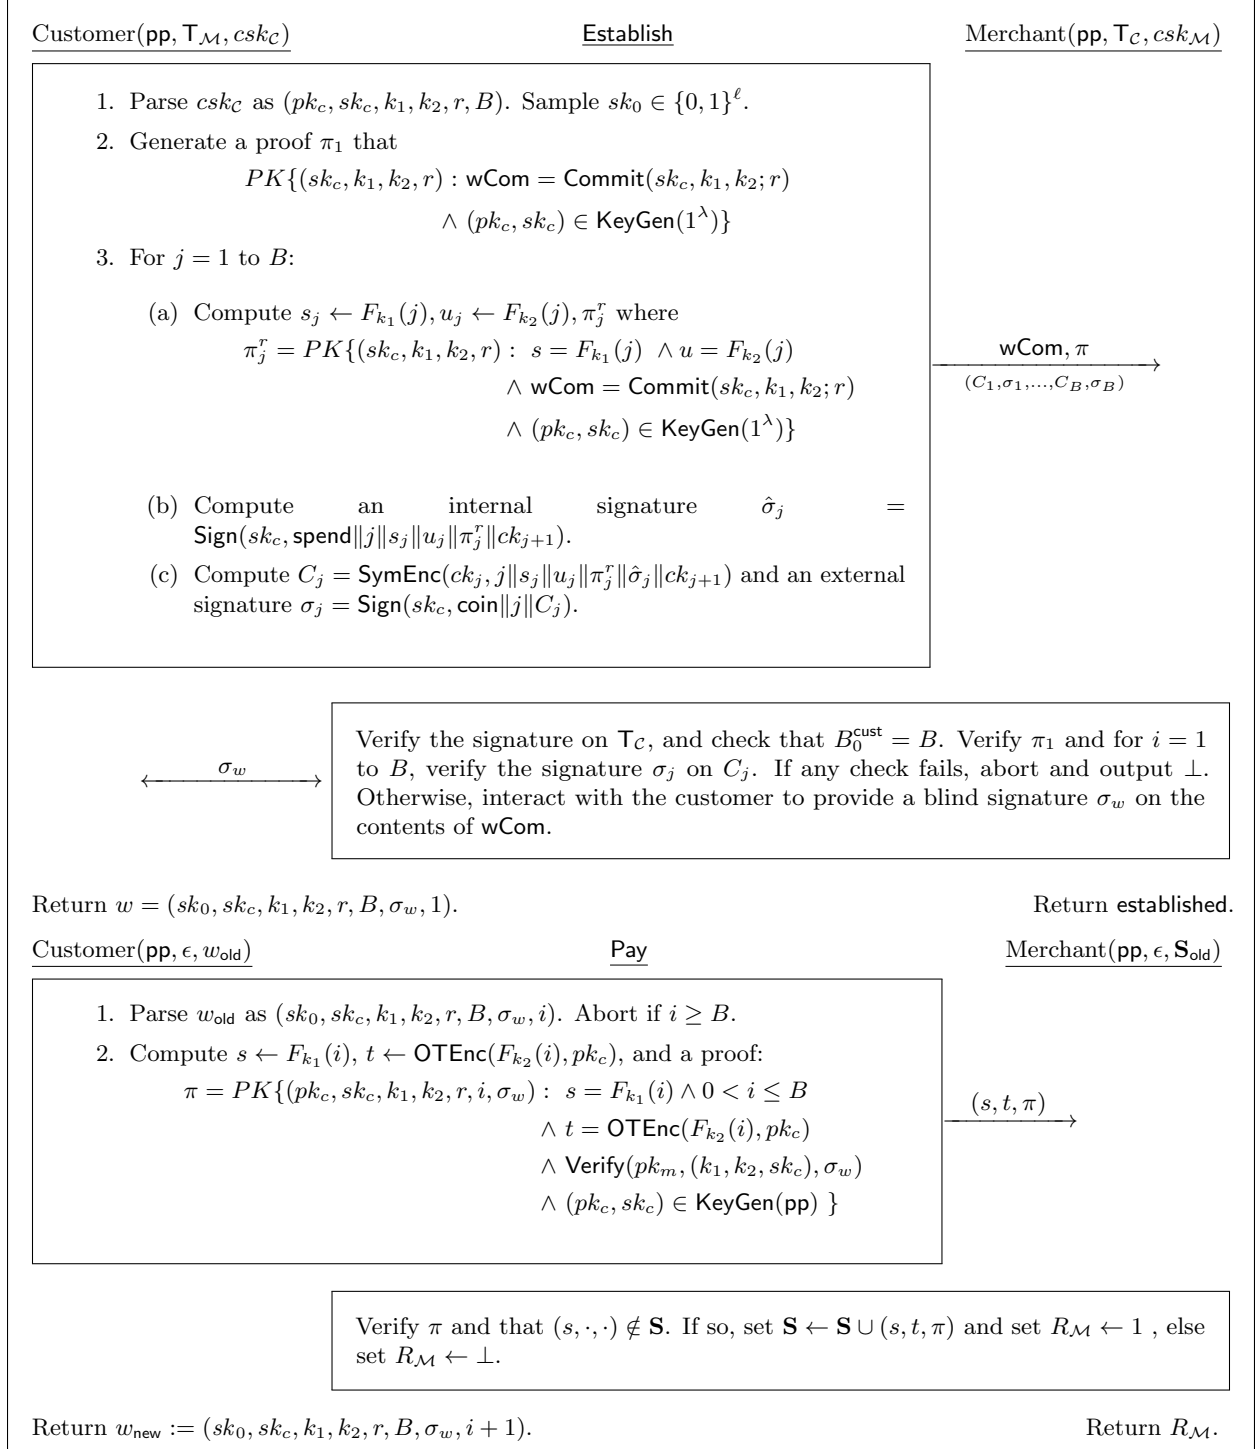 Customer(pp, T_M, csk_C) Establish Merchant(pp, T_C, csk_M)
1. Parse csk_C as (pk_c, sk_c, k_1, k_2, r, B). Sample sk_0 ∈ {0, 1}^ℓ.
2. Generate a proof π_1 that
PK{(sk_c, k_1, k_2, r) : wCom = Commit(sk_c, k_1, k_2; r)
∧ (pk_c, sk_c) ∈ KeyGen(1^λ)}
3. For j = 1 to B:
(a) Compute s_j ← F_{k_1}(j), u_j ← F_{k_2}(j), π_j^r where
π_j^r = PK{(sk_c, k_1, k_2, r) : s = F_{k_1}(j) ∧ u = F_{k_2}(j)
∧ wCom = Commit(sk_c, k_1, k_2; r)
∧ (pk_c, sk_c) ∈ KeyGen(1^λ)}
wCom, π
(C_1,σ_1,...,C_B,σ_B)
(b) Compute an internal signature σ̂_j =
Sign(sk_c, spend∥j∥s_j∥u_j∥π_j^r∥ck_{j+1}).
(c) Compute C_j = SymEnc(ck_j, j∥s_j∥u_j∥π_j^r∥σ̂_j∥ck_{j+1}) and an external
signature σ_j = Sign(sk_c, coin∥j∥C_j).
σ_w
Verify the signature on T_C, and check that B_0^cust = B. Verify π_1 and for i = 1
to B, verify the signature σ_j on C_j. If any check fails, abort and output ⊥.
Otherwise, interact with the customer to provide a blind signature σ_w on the
contents of wCom.
Return w = (sk_0, sk_c, k_1, k_2, r, B, σ_w, 1). Return established.
Customer(pp, ϵ, w_old) Pay Merchant(pp, ϵ, S_old)
1. Parse w_old as (sk_0, sk_c, k_1, k_2, r, B, σ_w, i). Abort if i ≥ B.
2. Compute s ← F_{k_1}(i), t ← OTEnc(F_{k_2}(i), pk_c), and a proof:
π = PK{(pk_c, sk_c, k_1, k_2, r, i, σ_w) : s = F_{k_1}(i) ∧ 0 < i ≤ B
∧ t = OTEnc(F_{k_2}(i), pk_c)
∧ Verify(pk_m, (k_1, k_2, sk_c), σ_w)
∧ (pk_c, sk_c) ∈ KeyGen(pp) }
(s, t, π)
Verify π and that (s, ·, ·) ∉ S. If so, set S ← S ∪ (s, t, π) and set R_M ← 1 , else
set R_M ← ⊥.
Return w_new := (sk_0, sk_c, k_1, k_2, r, B, σ_w, i + 1). Return R_M.